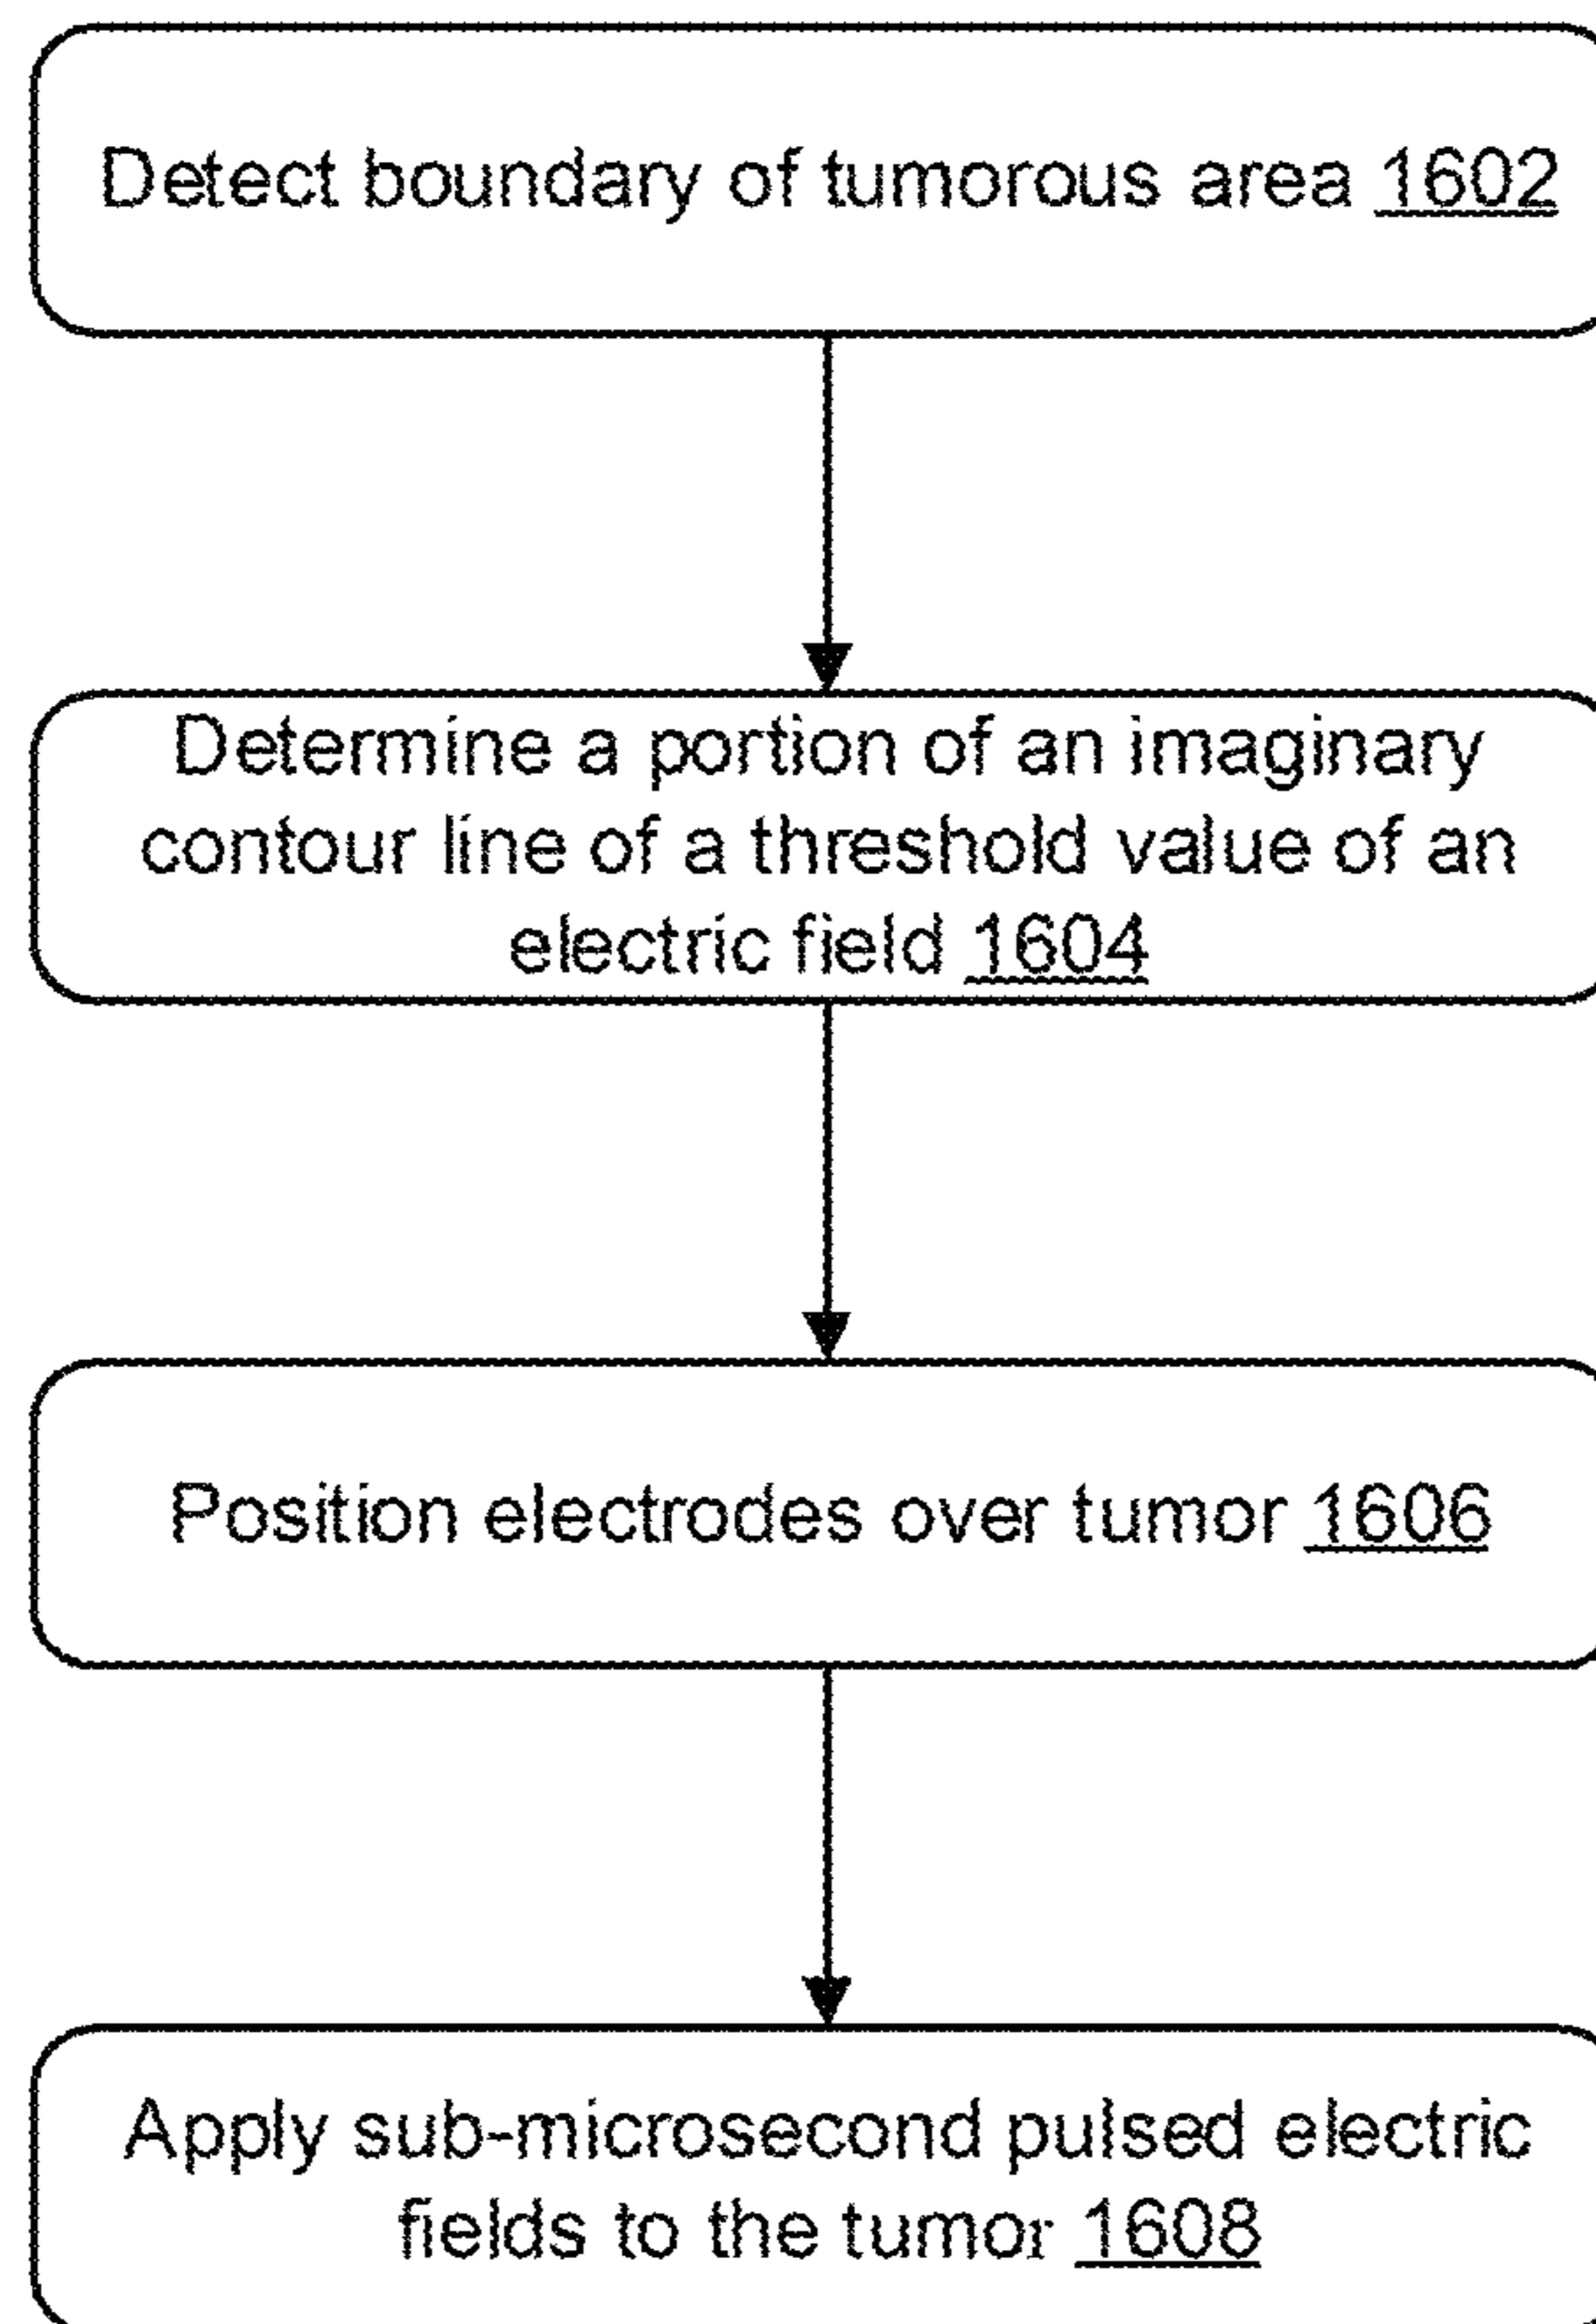 Detect boundary of tumorous area 1602
Determine a portion of an imaginary
contour line of a threshold value of an
electric field 1604
Position electrodes over tumor 1606
Apply sub-microsecond pulsed electric
fields to the tumor 1608